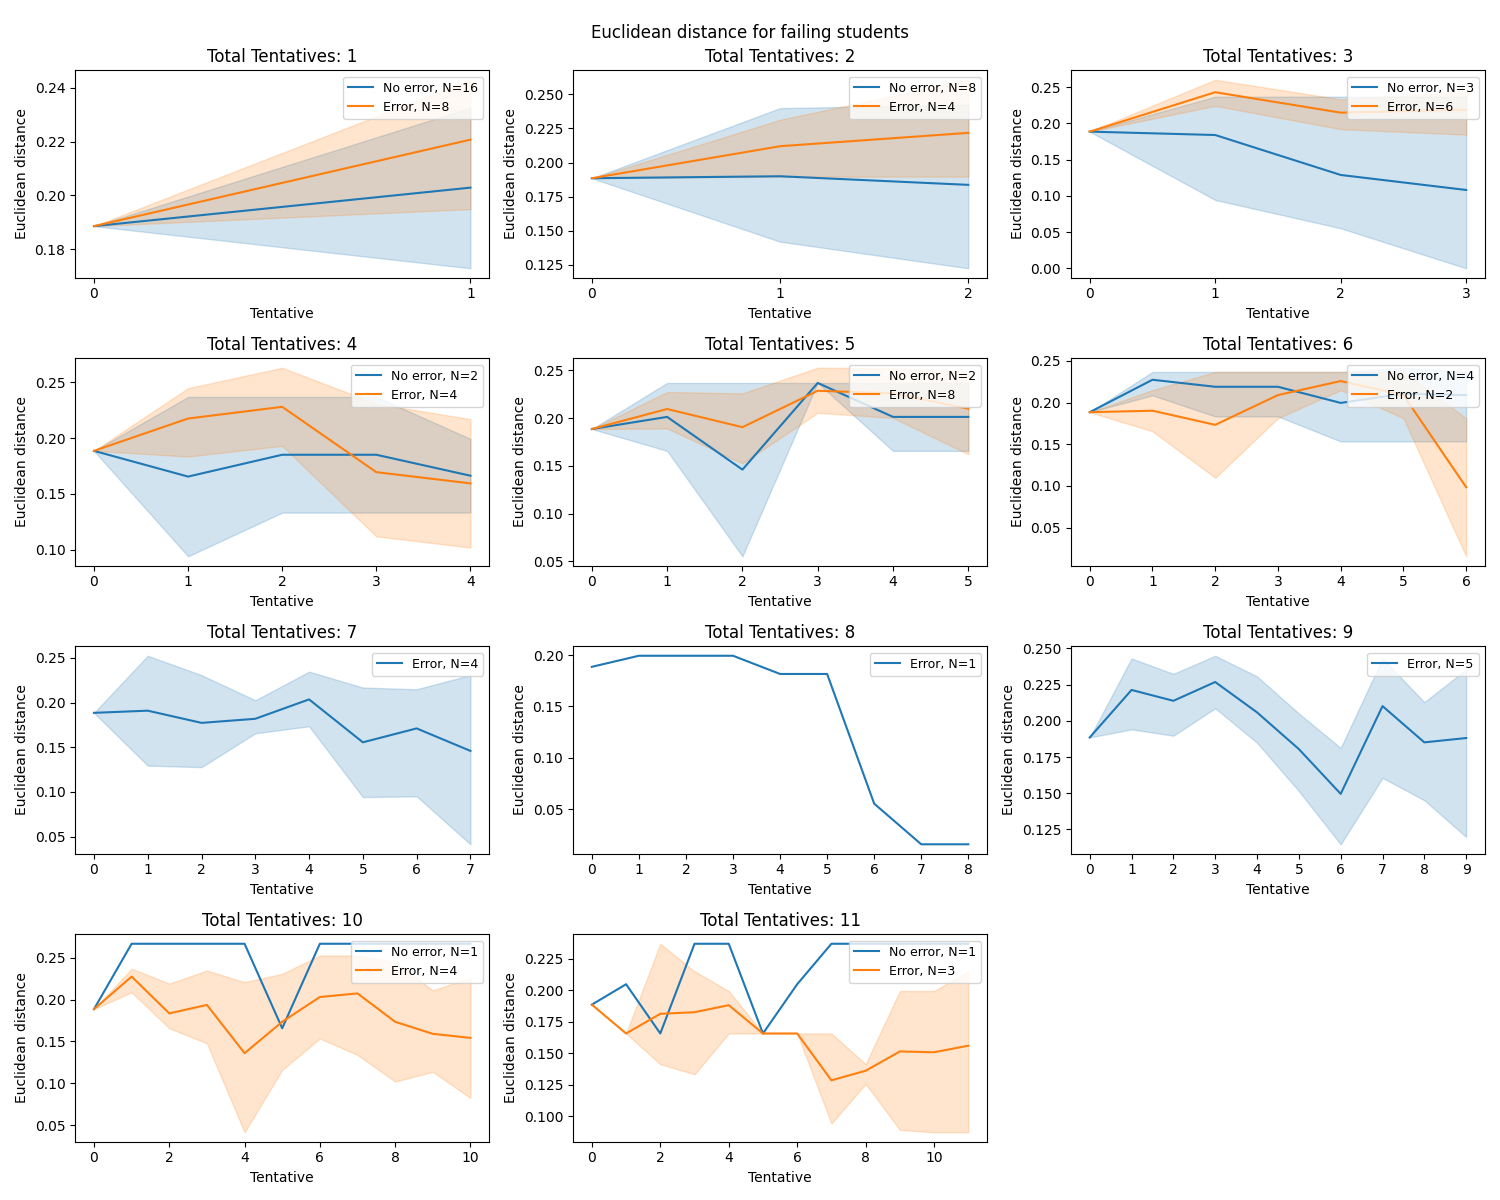 Euclidean distance for failing students
Total Tentatives: 1
No error, N=16
Error, N=8
0.24
0.22
0.20
0.18
Euclidean distance
0 1
Tentative
Total Tentatives: 2
No error, N=8
Error, N=4
0.250
0.225
0.200
0.175
0.150
0.125
Euclidean distance
0 1 2
Tentative
Total Tentatives: 3
No error, N=3
Error, N=6
0.25
0.20
0.15
0.10
0.05
0.00
Euclidean distance
0 1 2 3
Tentative
Total Tentatives: 4
No error, N=2
Error, N=4
0.25
0.20
0.15
0.10
Euclidean distance
0 1 2 3 4
Tentative
Total Tentatives: 5
No error, N=2
Error, N=8
0.25
0.20
0.15
0.10
0.05
Euclidean distance
0 1 2 3 4 5
Tentative
Total Tentatives: 6
No error, N=4
Error, N=2
0.25
0.20
0.15
0.10
0.05
Euclidean distance
0 1 2 3 4 5 6
Tentative
Total Tentatives: 7
Error, N=4
0.25
0.20
0.15
0.10
0.05
Euclidean distance
0 1 2 3 4 5 6 7
Tentative
Total Tentatives: 8
Error, N=1
0.20
0.15
0.10
0.05
Euclidean distance
0 1 2 3 4 5 6 7 8
Tentative
Total Tentatives: 9
Error, N=5
0.250
0.225
0.200
0.175
0.150
0.125
Euclidean distance
0 1 2 3 4 5 6 7 8 9
Tentative
Total Tentatives: 10
No error, N=1
Error, N=4
0.25
0.20
0.15
0.10
0.05
Euclidean distance
0 2 4 6 8 10
Tentative
Total Tentatives: 11
No error, N=1
Error, N=3
0.225
0.200
0.175
0.150
0.125
0.100
Euclidean distance
0 2 4 6 8 10
Tentative